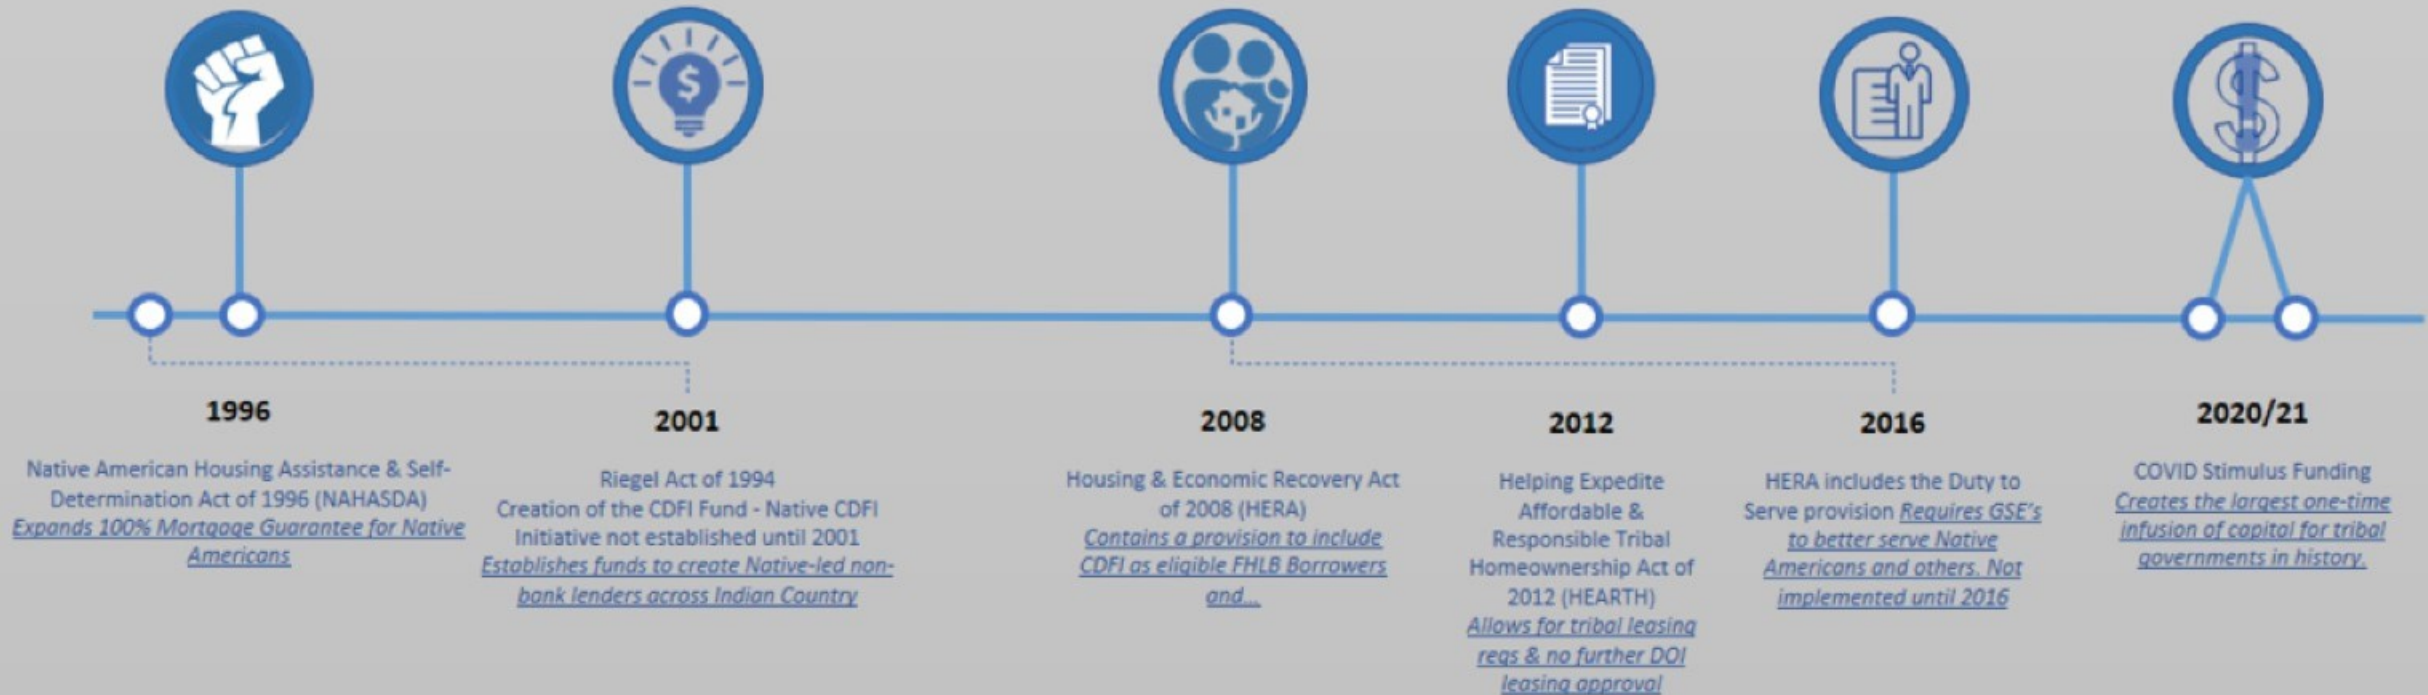 1996
Native American Housing Assistance & Self-
Determination Act of 1996 (NAHASDA)
Expands 100% Mortgage Guarantee for Native
Americans
2001
Riegel Act of 1994
Creation of the CDFI Fund - Native CDFI
Initiative not established until 2001
Establishes funds to create Native-led non-
bank lenders across Indian Country
2008
Housing & Economic Recovery Act
of 2008 (HERA)
Contains a provision to include
CDFI as eligible FHLB Borrowers
and...
2012
Helping Expedite
Affordable &
Responsible Tribal
Homeownership Act of
2012 (HEARTH)
Allows for tribal leasing
regs & no further DOI
leasing approval
2016
HERA includes the Duty to
Serve provision Requires GSE's
to better serve Native
Americans and others. Not
implemented until 2016
2020/21
COVID Stimulus Funding
Creates the largest one-time
infusion of capital for tribal
governments in history.
$
$